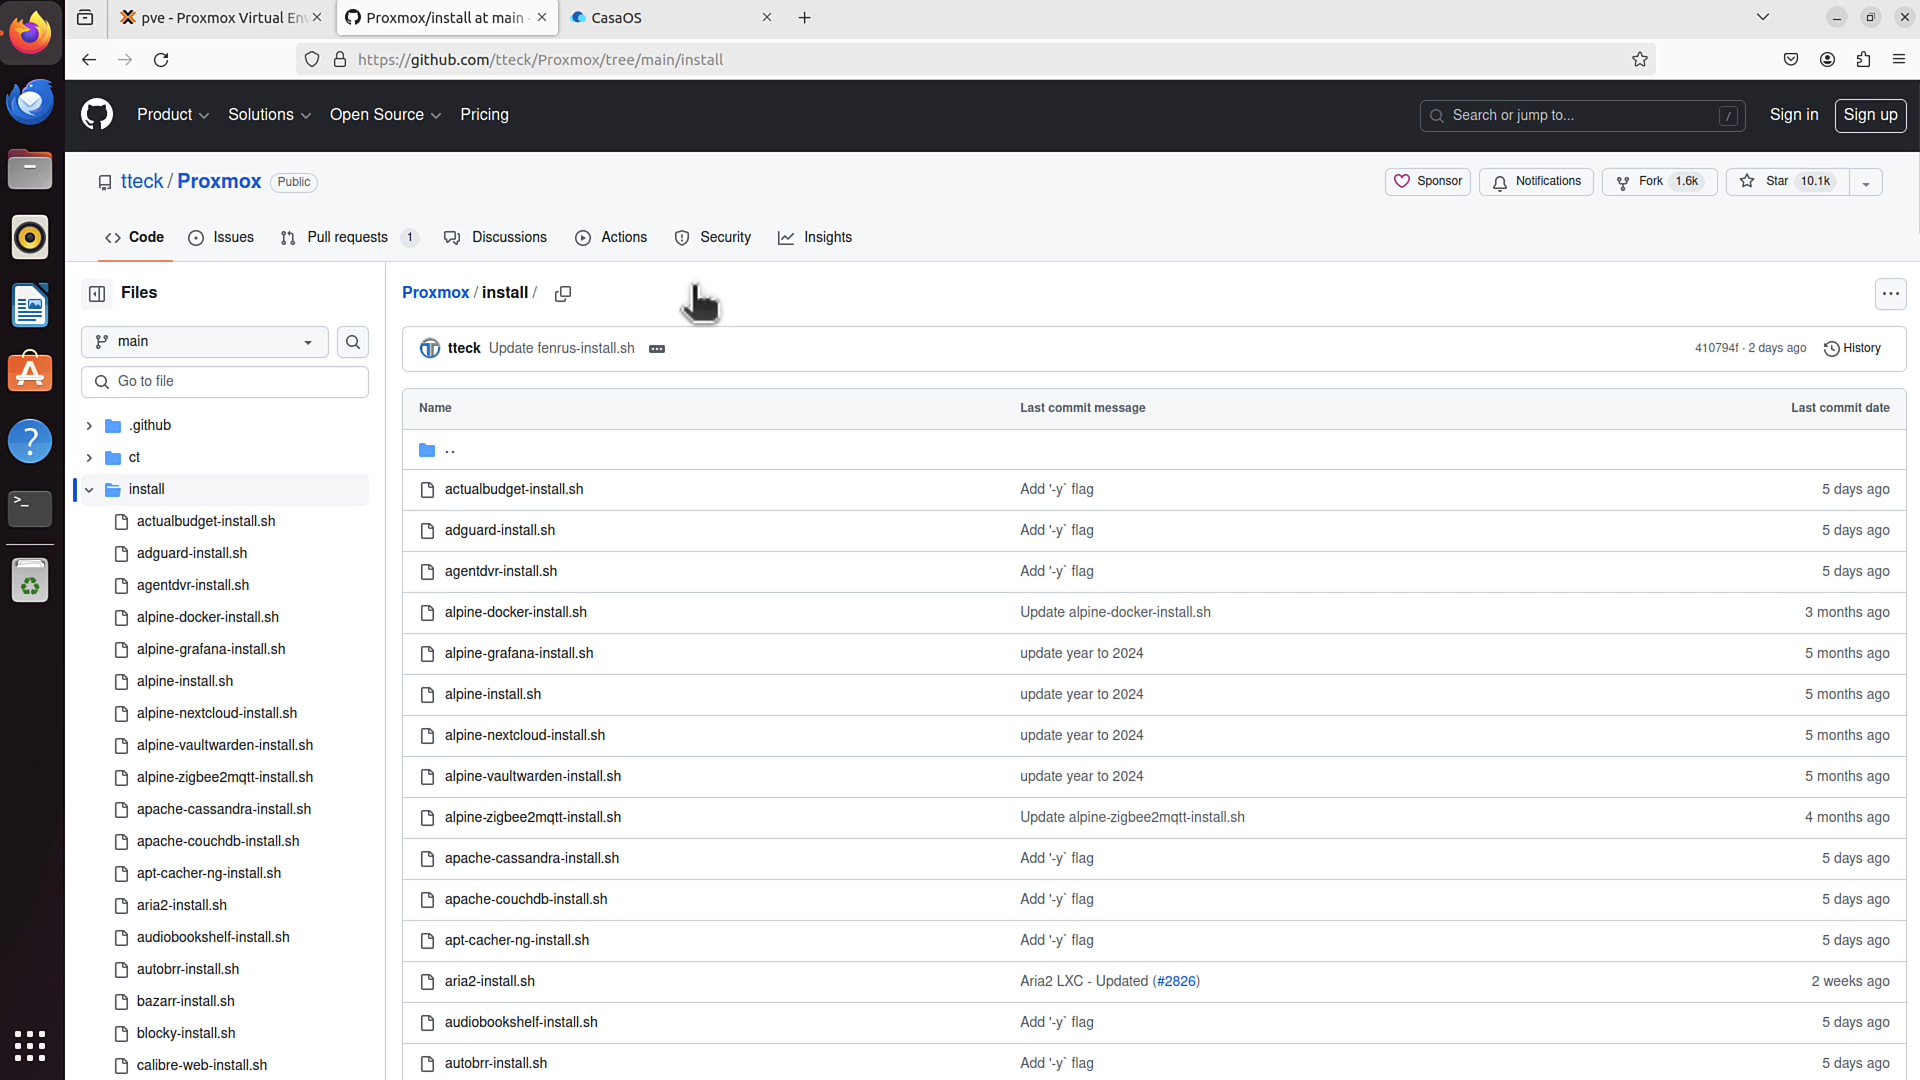 pve - Proxmox Virtual En
Proxmox/install at main
CasaOS
https://github.com/tteck/Proxmox/tree/main/install
Product
Solutions
Open Source
Pricing
Search or jump to...
/
Sign in
Sign up
tteck / Proxmox
Public
Sponsor
Notifications
Fork 1.6k
Star 10.1k
Code
Issues
Pull requests 1
Discussions
Actions
Security
Insights
Files
main
Go to file
.github
ct
install
actualbudget-install.sh
adguard-install.sh
agentdvr-install.sh
alpine-docker-install.sh
alpine-grafana-install.sh
alpine-install.sh
alpine-nextcloud-install.sh
alpine-vaultwarden-install.sh
alpine-zigbee2mqtt-install.sh
apache-cassandra-install.sh
apache-couchdb-install.sh
apt-cacher-ng-install.sh
aria2-install.sh
audiobookshelf-install.sh
autobrr-install.sh
bazarr-install.sh
blocky-install.sh
calibre-web-install.sh
Proxmox / install /
tteck Update fenrus-install.sh
410794f · 2 days ago
History
Name Last commit message Last commit date
..
actualbudget-install.sh Add '-y` flag 5 days ago
adguard-install.sh Add '-y` flag 5 days ago
agentdvr-install.sh Add '-y` flag 5 days ago
alpine-docker-install.sh Update alpine-docker-install.sh 3 months ago
alpine-grafana-install.sh update year to 2024 5 months ago
alpine-install.sh update year to 2024 5 months ago
alpine-nextcloud-install.sh update year to 2024 5 months ago
alpine-vaultwarden-install.sh update year to 2024 5 months ago
alpine-zigbee2mqtt-install.sh Update alpine-zigbee2mqtt-install.sh 4 months ago
apache-cassandra-install.sh Add '-y` flag 5 days ago
apache-couchdb-install.sh Add '-y` flag 5 days ago
apt-cacher-ng-install.sh Add '-y` flag 5 days ago
aria2-install.sh Aria2 LXC - Updated (#2826) 2 weeks ago
audiobookshelf-install.sh Add '-y` flag 5 days ago
autobrr-install.sh Add '-y` flag 5 days ago